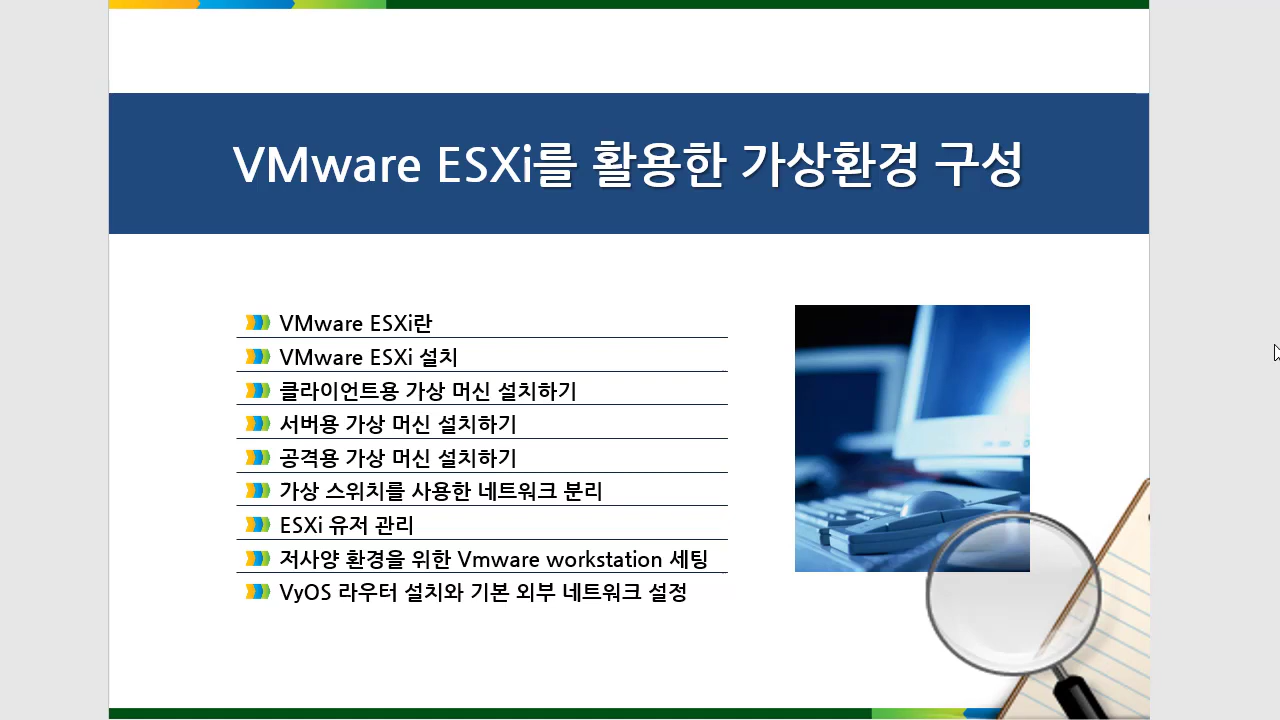 VMware ESXi를 활용한 가상환경 구성
VMware ESXi란
VMware ESXi 설치
클라이언트용 가상 머신 설치하기
서버용 가상 머신 설치하기
공격용 가상 머신 설치하기
가상 스위치를 사용한 네트워크 분리
ESXi 유저 관리
저사양 환경을 위한 Vmware workstation 세팅
VyOS 라우터 설치와 기본 외부 네트워크 설정